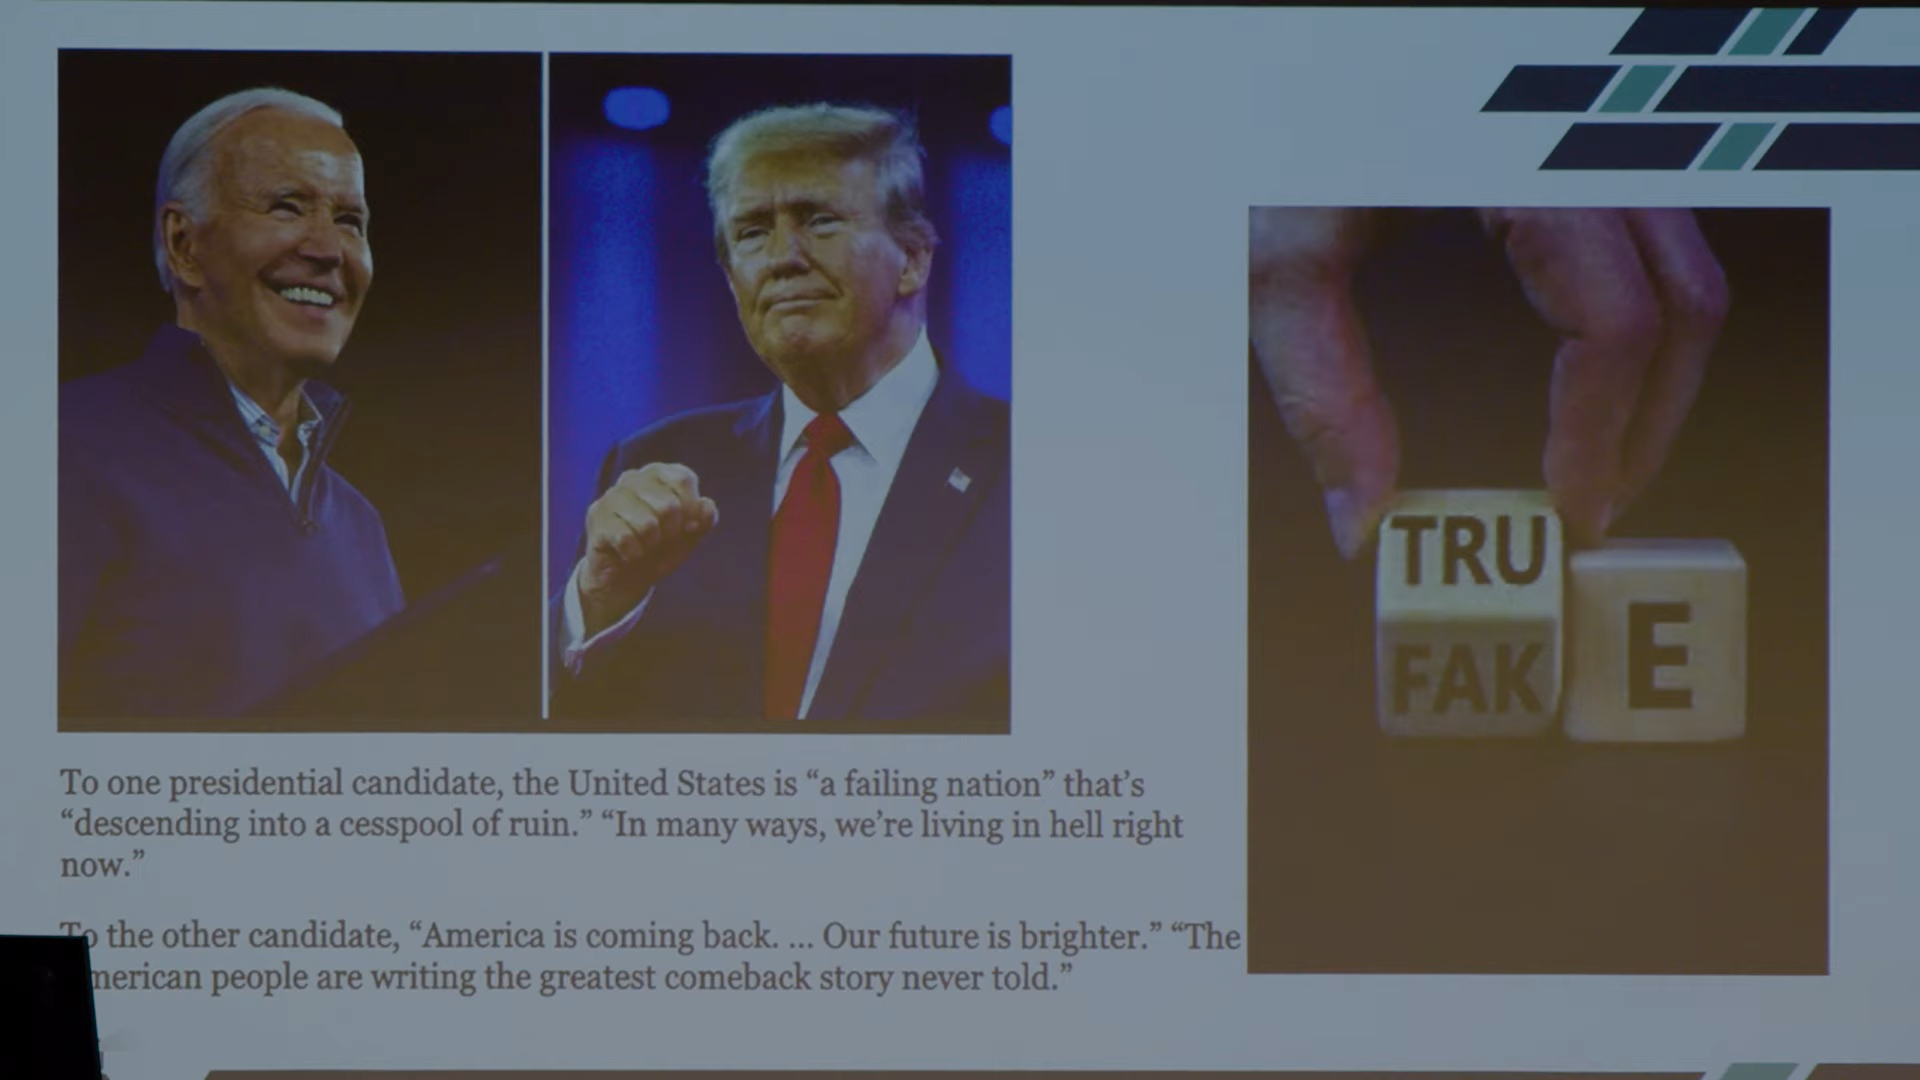 To one presidential candidate, the United States is “a failing nation” that’s
“descending into a cesspool of ruin.” “In many ways, we’re living in hell right
now.”
To the other candidate, “America is coming back. ... Our future is brighter.” “The
merican people are writing the greatest comeback story never told.”
TRU
FAK
E